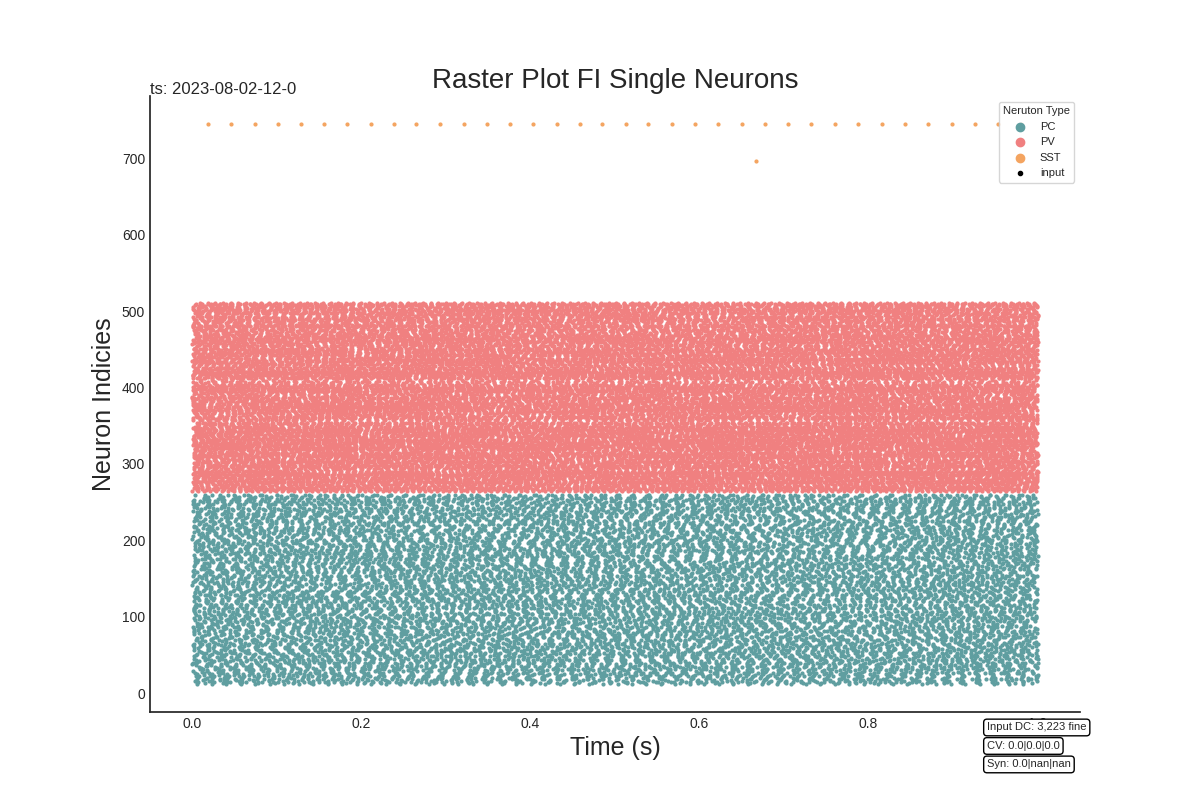 Raster Plot FI Single Neurons
ts: 2023-08-02-12-0
Neruton Type
PC
PV
SST
input
Neuron Indicies
700
600
500
400
300
200
100
0
0.0 0.2 0.4 0.6 0.8
Time (s)
Input DC: 3,223 fine
CV: 0.0|0.0|0.0
Syn: 0.0|nan|nan